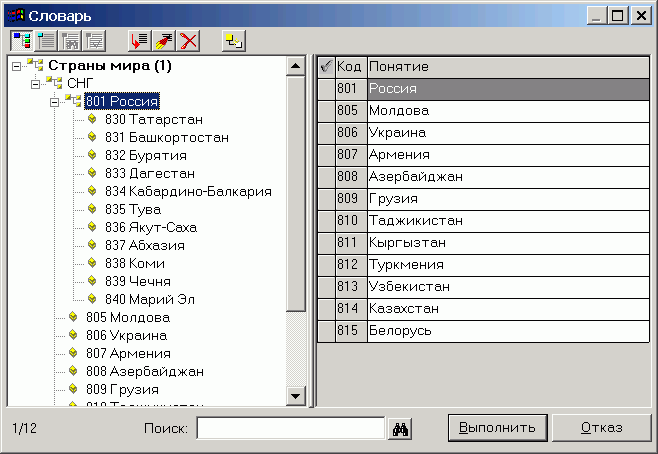 Словарь
Страны мира (1)
СНГ
801 Россия
830 Татарстан
831 Башкортостан
832 Бурятия
833 Дагестан
834 Кабардино-Балкария
835 Тува
836 Якут-Саха
837 Абхазия
838 Коми
839 Чечня
840 Марий Эл
805 Молдова
806 Украина
807 Армения
808 Азербайджан
809 Грузия
810 Таджикистан
Код Понятие
801 Россия
805 Молдова
806 Украина
807 Армения
808 Азербайджан
809 Грузия
810 Таджикистан
811 Кыргызтан
812 Туркмения
813 Узбекистан
814 Казахстан
815 Белорусь
1/12 Поиск: Выполнить Отказ